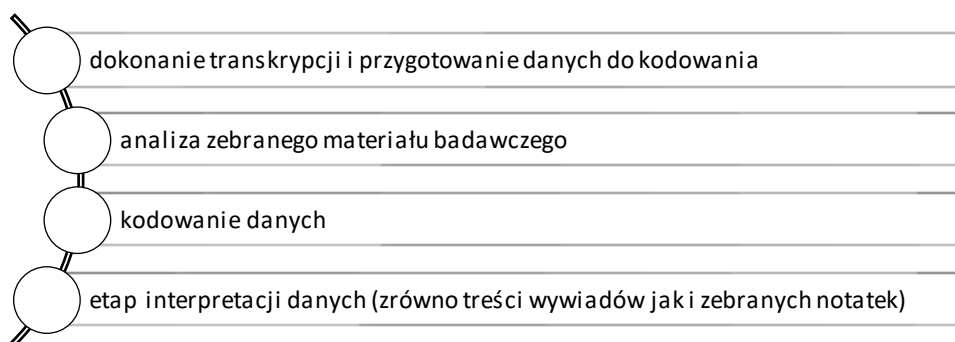 dokonanie transkrypcji i przygotowanie danych do kodowania
analiza zebranego materiału badawczego
kodowanie danych
etap interpretacji danych (zrówno treści wywiadów jak i zebranych notatek)